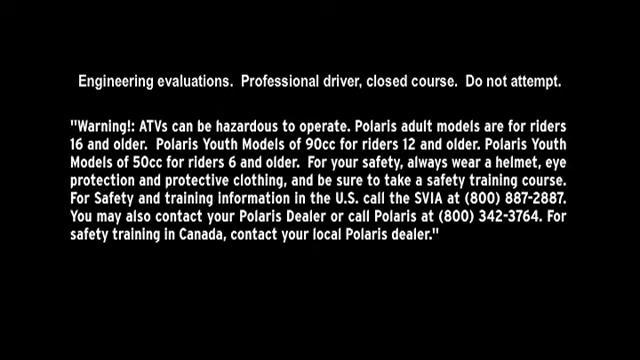 Engineering evaluations.  Professional driver, closed course.  Do not attempt.
"Warning!: ATVs can be hazardous to operate. Polaris adult models are for riders
16 and older.  Polaris Youth Models of 90cc for riders 12 and older. Polaris Youth
Models of 50cc for riders 6 and older.  For your safety, always wear a helmet, eye
protection and protective clothing, and be sure to take a safety training course.
For Safety and training information in the U.S. call the SVIA at (800) 887-2887.
You may also contact your Polaris Dealer or call Polaris at (800) 342-3764. For
safety training in Canada, contact your local Polaris dealer."